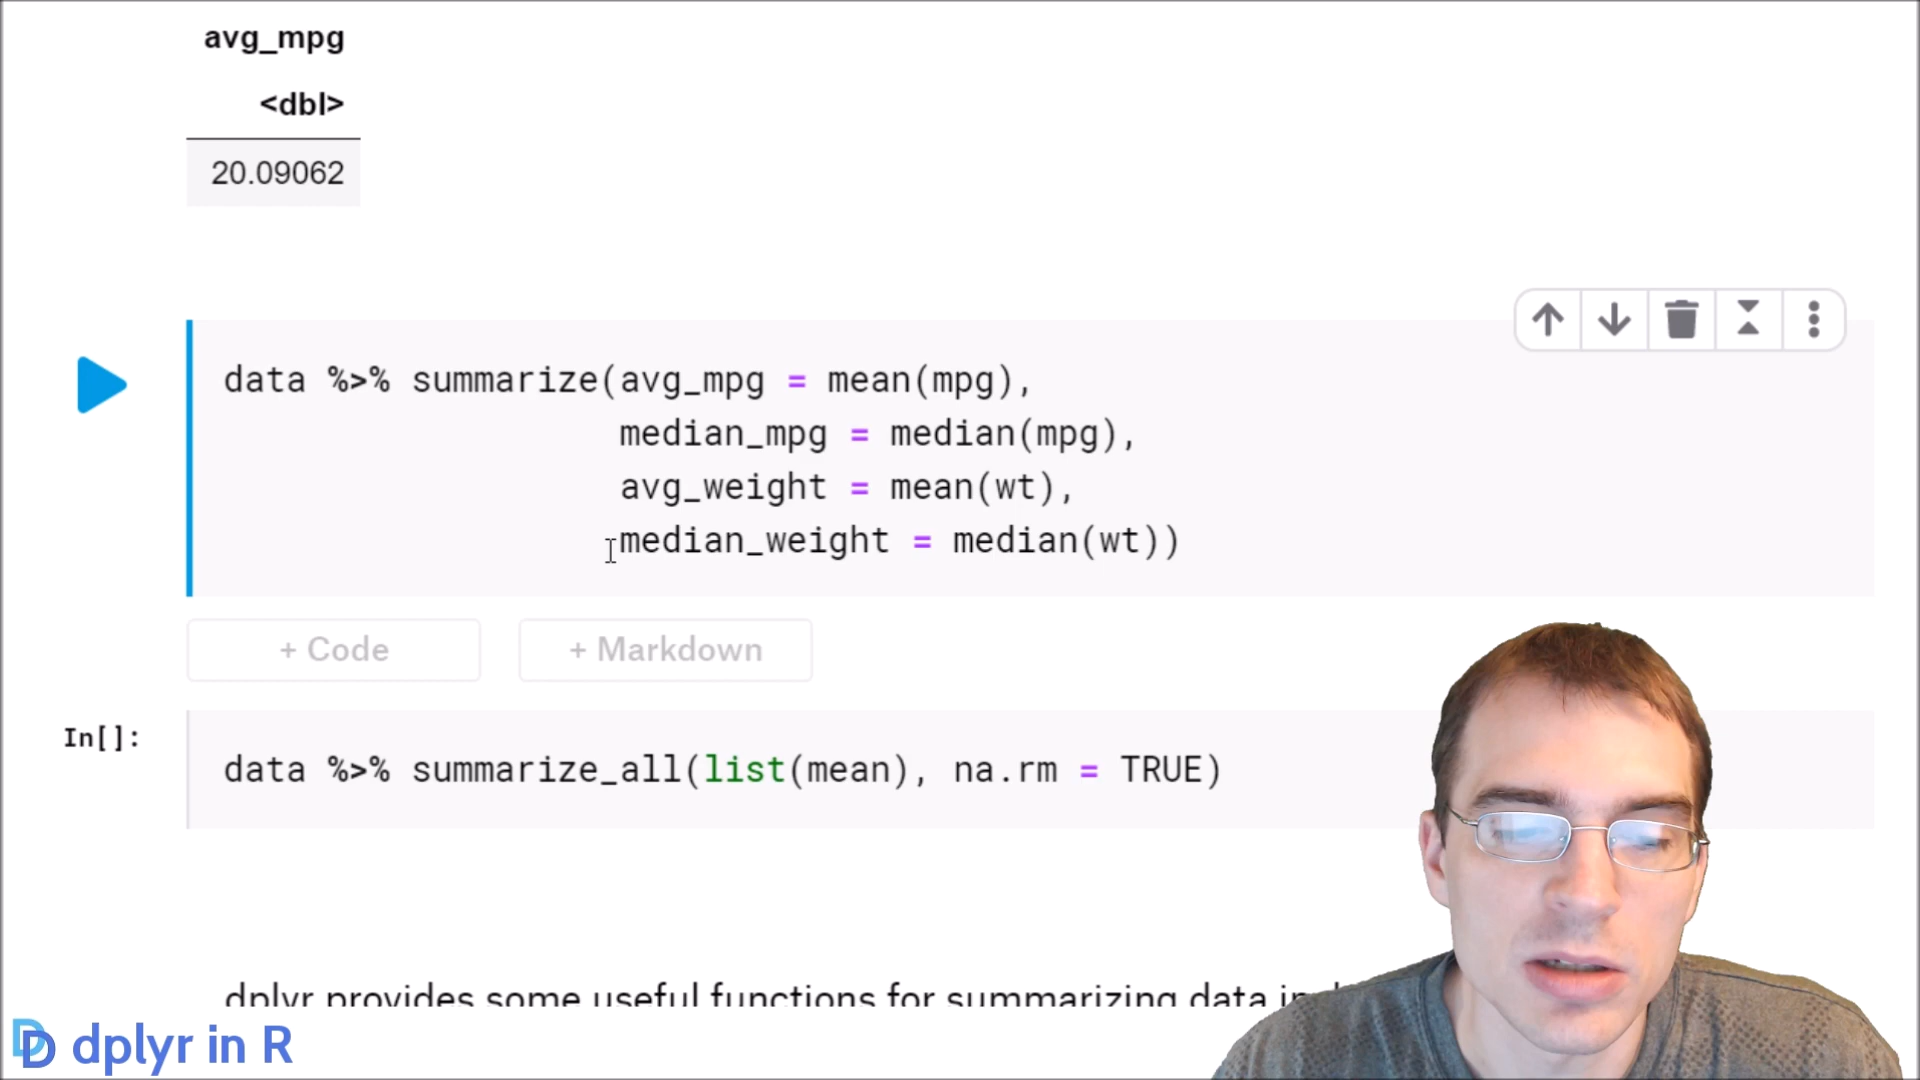 avg_mpg
<dbl>
20.09062
data %>% summarize(avg_mpg = mean(mpg),
median_mpg = median(mpg),
avg_weight = mean(wt),
median_weight = median(wt))
+ Code + Markdown
In[]:
data %>% summarize_all(list(mean), na.rm = TRUE)
dplyr provides some useful functions for summarizing data
D dplyr in R